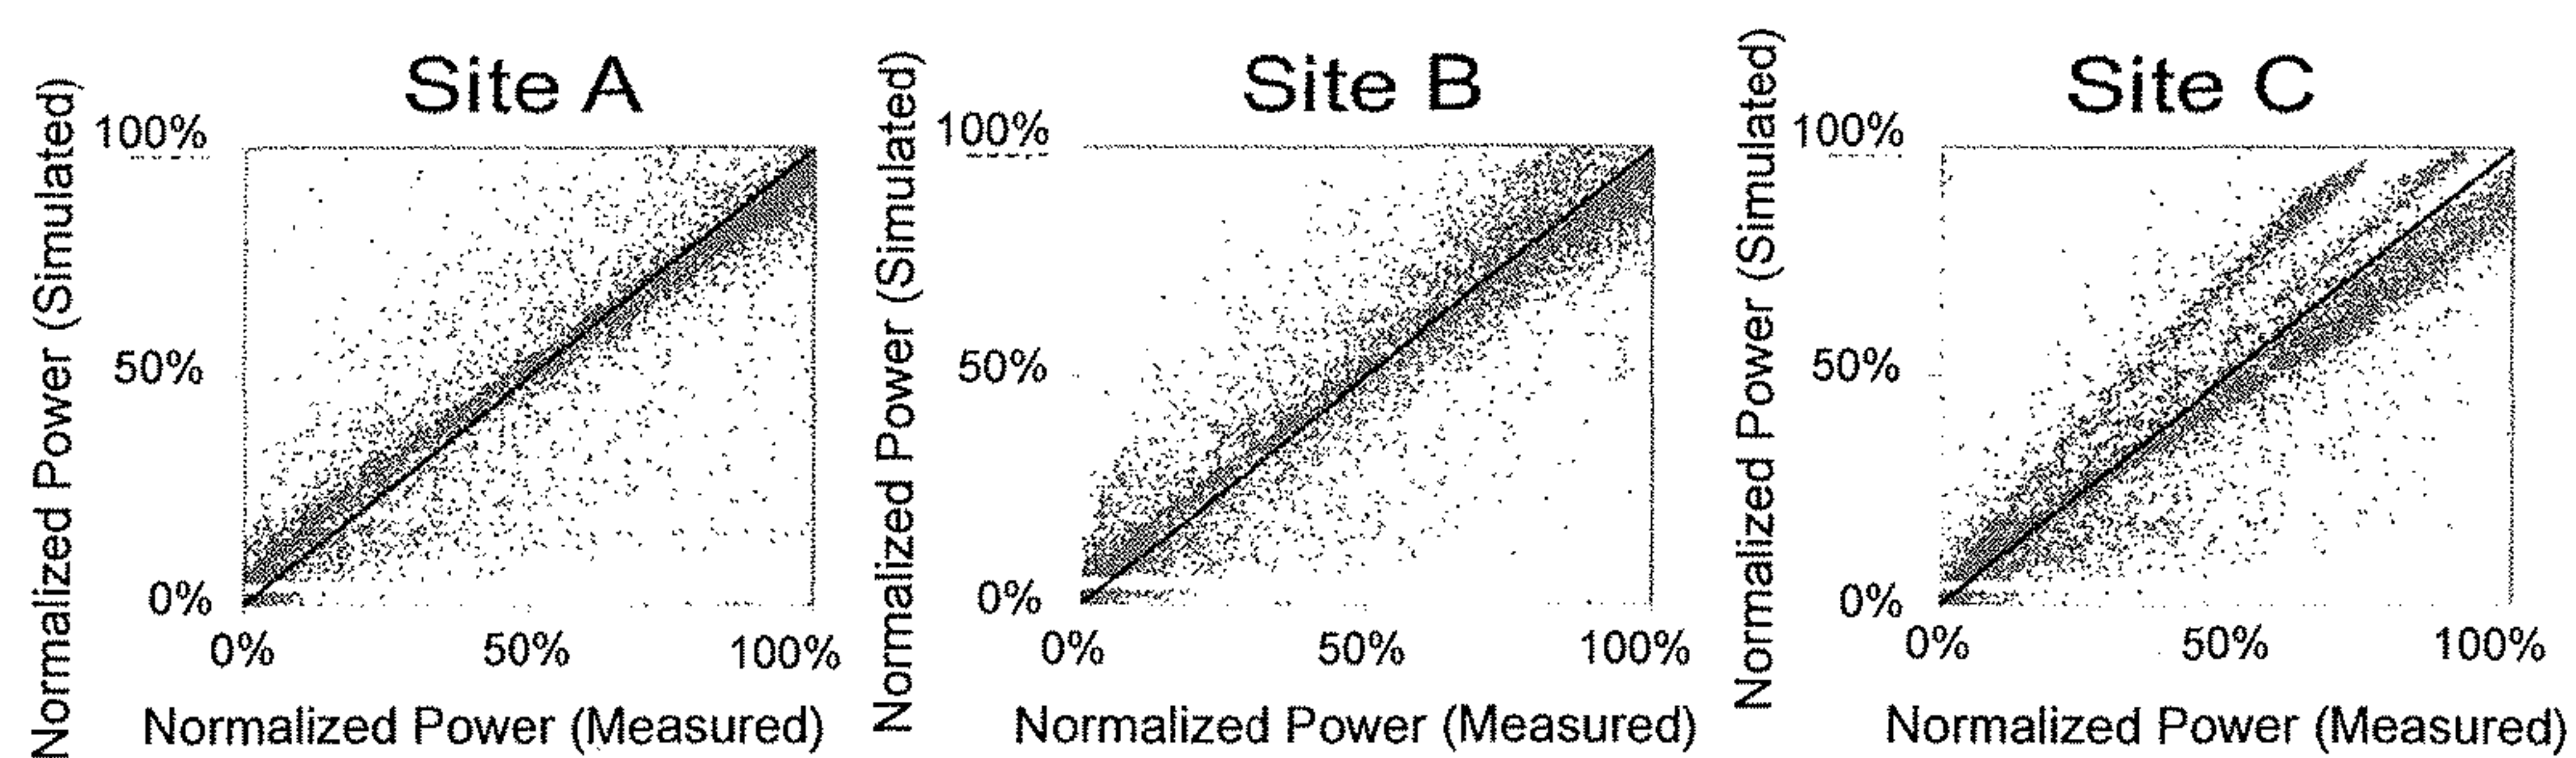 Site A
Normalized Power (Simulated)
100%
50%
0%
0%
50%
100%
Normalized Power (Measured)
Site B
Normalized Power (Simulated)
100%
50%
0%
0%
50%
100%
Normalized Power (Measured)
Site C
Normalized Power (Simulated)
100%
50%
0%
0%
50%
100%
Normalized Power (Measured)